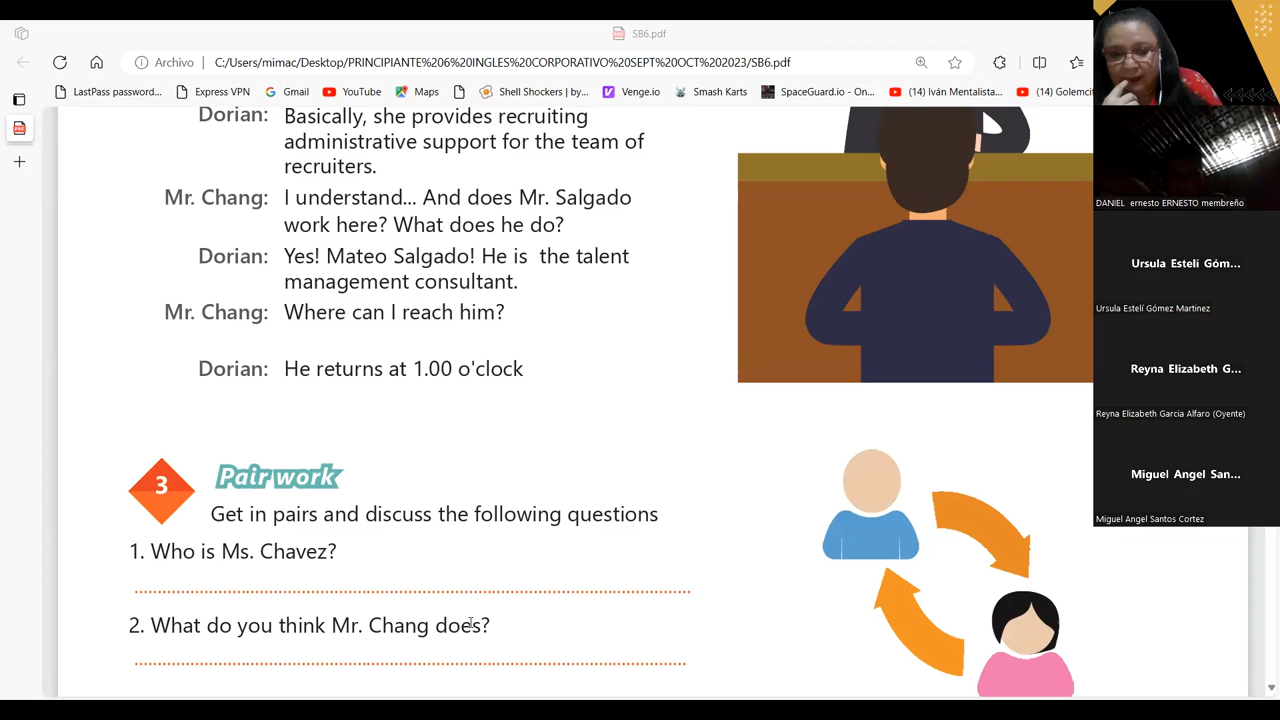 SB6.pdf
Archivo
C:/Users/mimac/Desktop/PRINCIPIANTE%206%20INGLES%20CORPORATIVO%20SEPT%20OCT%202023/SB6.pdf
LastPass password...
Express VPN
Gmail
YouTube
Maps
Shell Shockers | by...
Venge.io
Smash Karts
SpaceGuard.io - On...
(14) Iván Mentalista...
(14) Golemcit
Dorian: Basically, she provides recruiting
administrative support for the team of
recruiters.
Mr. Chang: I understand... And does Mr. Salgado
work here? What does he do?
Dorian: Yes! Mateo Salgado! He is the talent
management consultant.
Mr. Chang: Where can I reach him?
Dorian: He returns at 1.00 o'clock
3
Pair work
Get in pairs and discuss the following questions
1. Who is Ms. Chavez?
2. What do you think Mr. Chang does?
DANIEL ernesto ERNESTO membreño
Ursula Estelí Góm...
Ursula Estelí Gómez Martinez
Reyna Elizabeth G...
Reyna Elizabeth Garcia Alfaro (Oyente)
Miguel Angel San...
Miguel Angel Santos Cortez